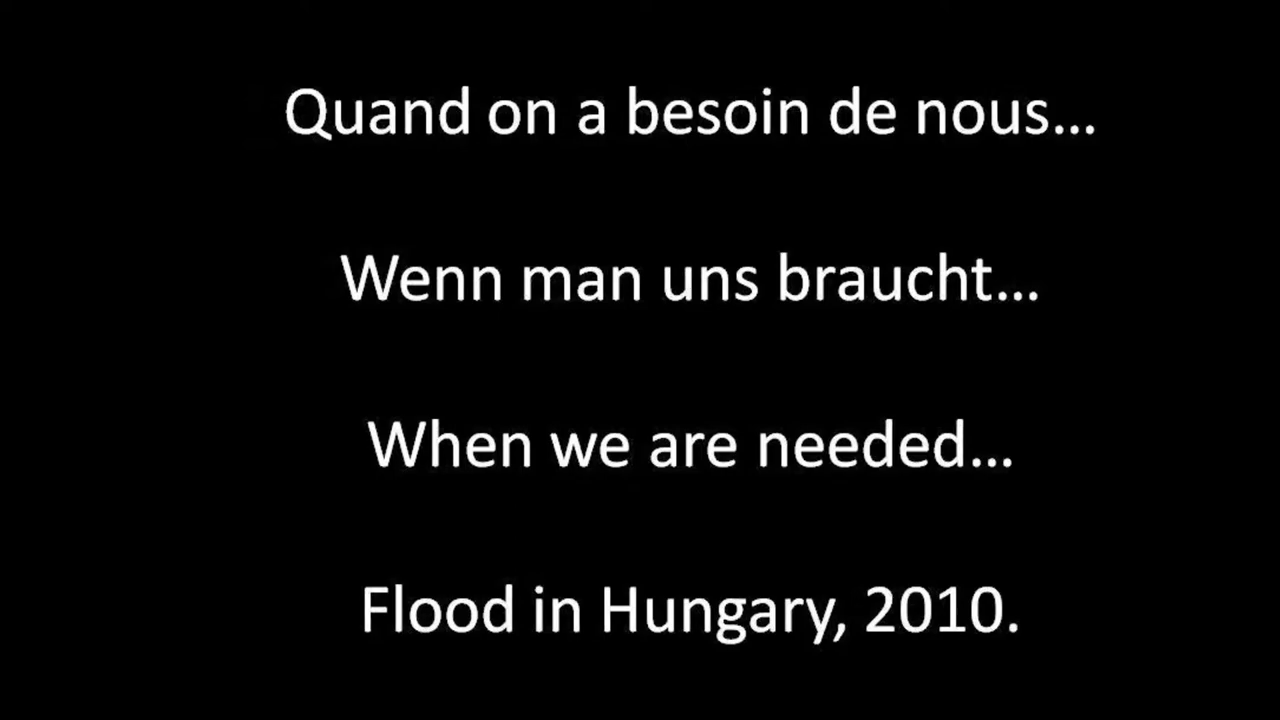 Quand on a besoin de nous...
Wenn man uns braucht...
When we are needed...
Flood in Hungary, 2010.